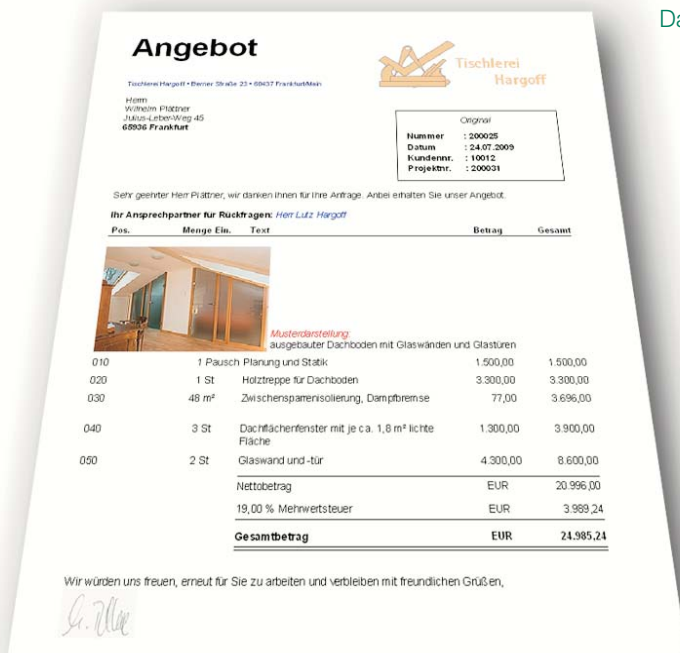 Da
Angebot
Tischlerei
Hargoff
Tischlerei Hargoff • Berner Straße 23 • 60437 Frankfurt/Main
Herrn
Wilhelm Plättner
Julius-Leber-Weg 45
65936 Frankfurt
Original
Nummer : 200025
Datum : 24.07.2009
Kundennr. : 10012
Projektnr. : 200031
Sehr geehrter Herr Plättner, wir danken Ihnen für Ihre Anfrage. Anbei erhalten Sie unser Angebot.
Ihr Ansprechpartner für Rückfragen: Herr Lutz Hargoff
Pos. Menge Ein. Text Betrag Gesamt
Musterdarstellung:
ausgebauter Dachboden mit Glaswänden und Glastüren
010 1 Pausch Planung und Statik 1.500,00 1.500,00
020 1 St Holztreppe für Dachboden 3.300,00 3.300,00
030 48 m² Zwischensparrenisolierung, Dampfbremse 77,00 3.696,00
040 3 St Dachflächenfenster mit je ca. 1,8 m² lichte 1.300,00 3.900,00
Fläche
050 2 St Glaswand und -tür 4.300,00 8.600,00
Nettobetrag EUR 20.996,00
19,00 % Mehrwertsteuer EUR 3.989,24
Gesamtbetrag EUR 24.985,24
Wir würden uns freuen, erneut für Sie zu arbeiten und verbleiben mit freundlichen Grüßen,